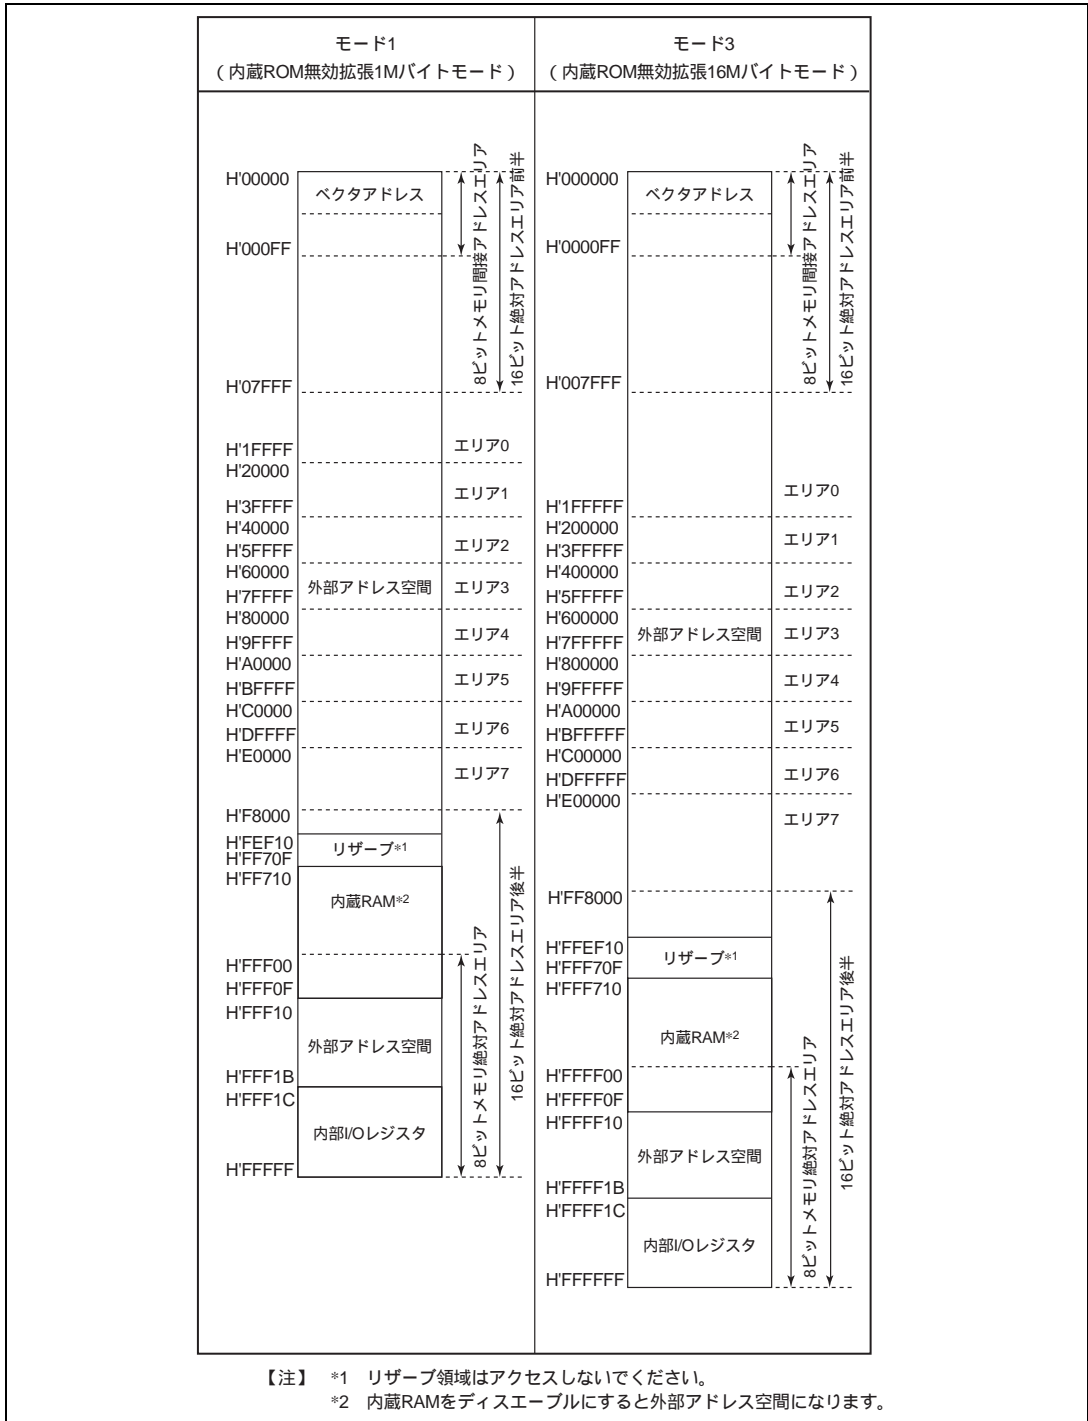 モード1
（内蔵ROM無効拡張1Mバイトモード）
H'00000
ベクタアドレス
H'000FF
H'07FFF
H'1FFFF
H'20000
H'3FFFF
H'40000
H'5FFFF
H'60000
H'7FFFF
H'80000
H'9FFFF
H'A0000
H'BFFFF
H'C0000
H'DFFFF
H'E0000
H'F8000
H'FEF10
H'FF70F
H'FF710
H'FFF00
H'FFF0F
H'FFF10
H'FFF1B
H'FFF1C
H'FFFFF
外部アドレス空間
リザーブ*1
内蔵RAM*2
外部アドレス空間
内部I/Oレジスタ
エリア0
エリア1
エリア2
エリア3
エリア4
エリア5
エリア6
エリア7
8ビットメモリ間接アドレスエリア
16ビット絶対アドレスエリア前半
8ビットメモリ絶対アドレスエリア
16ビット絶対アドレスエリア後半
モード3
（内蔵ROM無効拡張16Mバイトモード）
H'000000
ベクタアドレス
H'0000FF
H'007FFF
H'1FFFFF
H'200000
H'3FFFFF
H'400000
H'5FFFFF
H'600000
H'7FFFFF
H'800000
H'9FFFFF
H'A00000
H'BFFFFF
H'C00000
H'DFFFFF
H'E00000
H'FF8000
H'FFEF10
H'FFF70F
H'FFF710
H'FFFF00
H'FFFF0F
H'FFFF10
H'FFFF1B
H'FFFF1C
H'FFFFFF
外部アドレス空間
リザーブ*1
内蔵RAM*2
外部アドレス空間
内部I/Oレジスタ
エリア0
エリア1
エリア2
エリア3
エリア4
エリア5
エリア6
エリア7
8ビットメモリ間接アドレスエリア
16ビット絶対アドレスエリア前半
8ビットメモリ絶対アドレスエリア
16ビット絶対アドレスエリア後半
【注】 *1 リザーブ領域はアクセスしないでください。
*2 内蔵RAMをディスエーブルにすると外部アドレス空間になります。